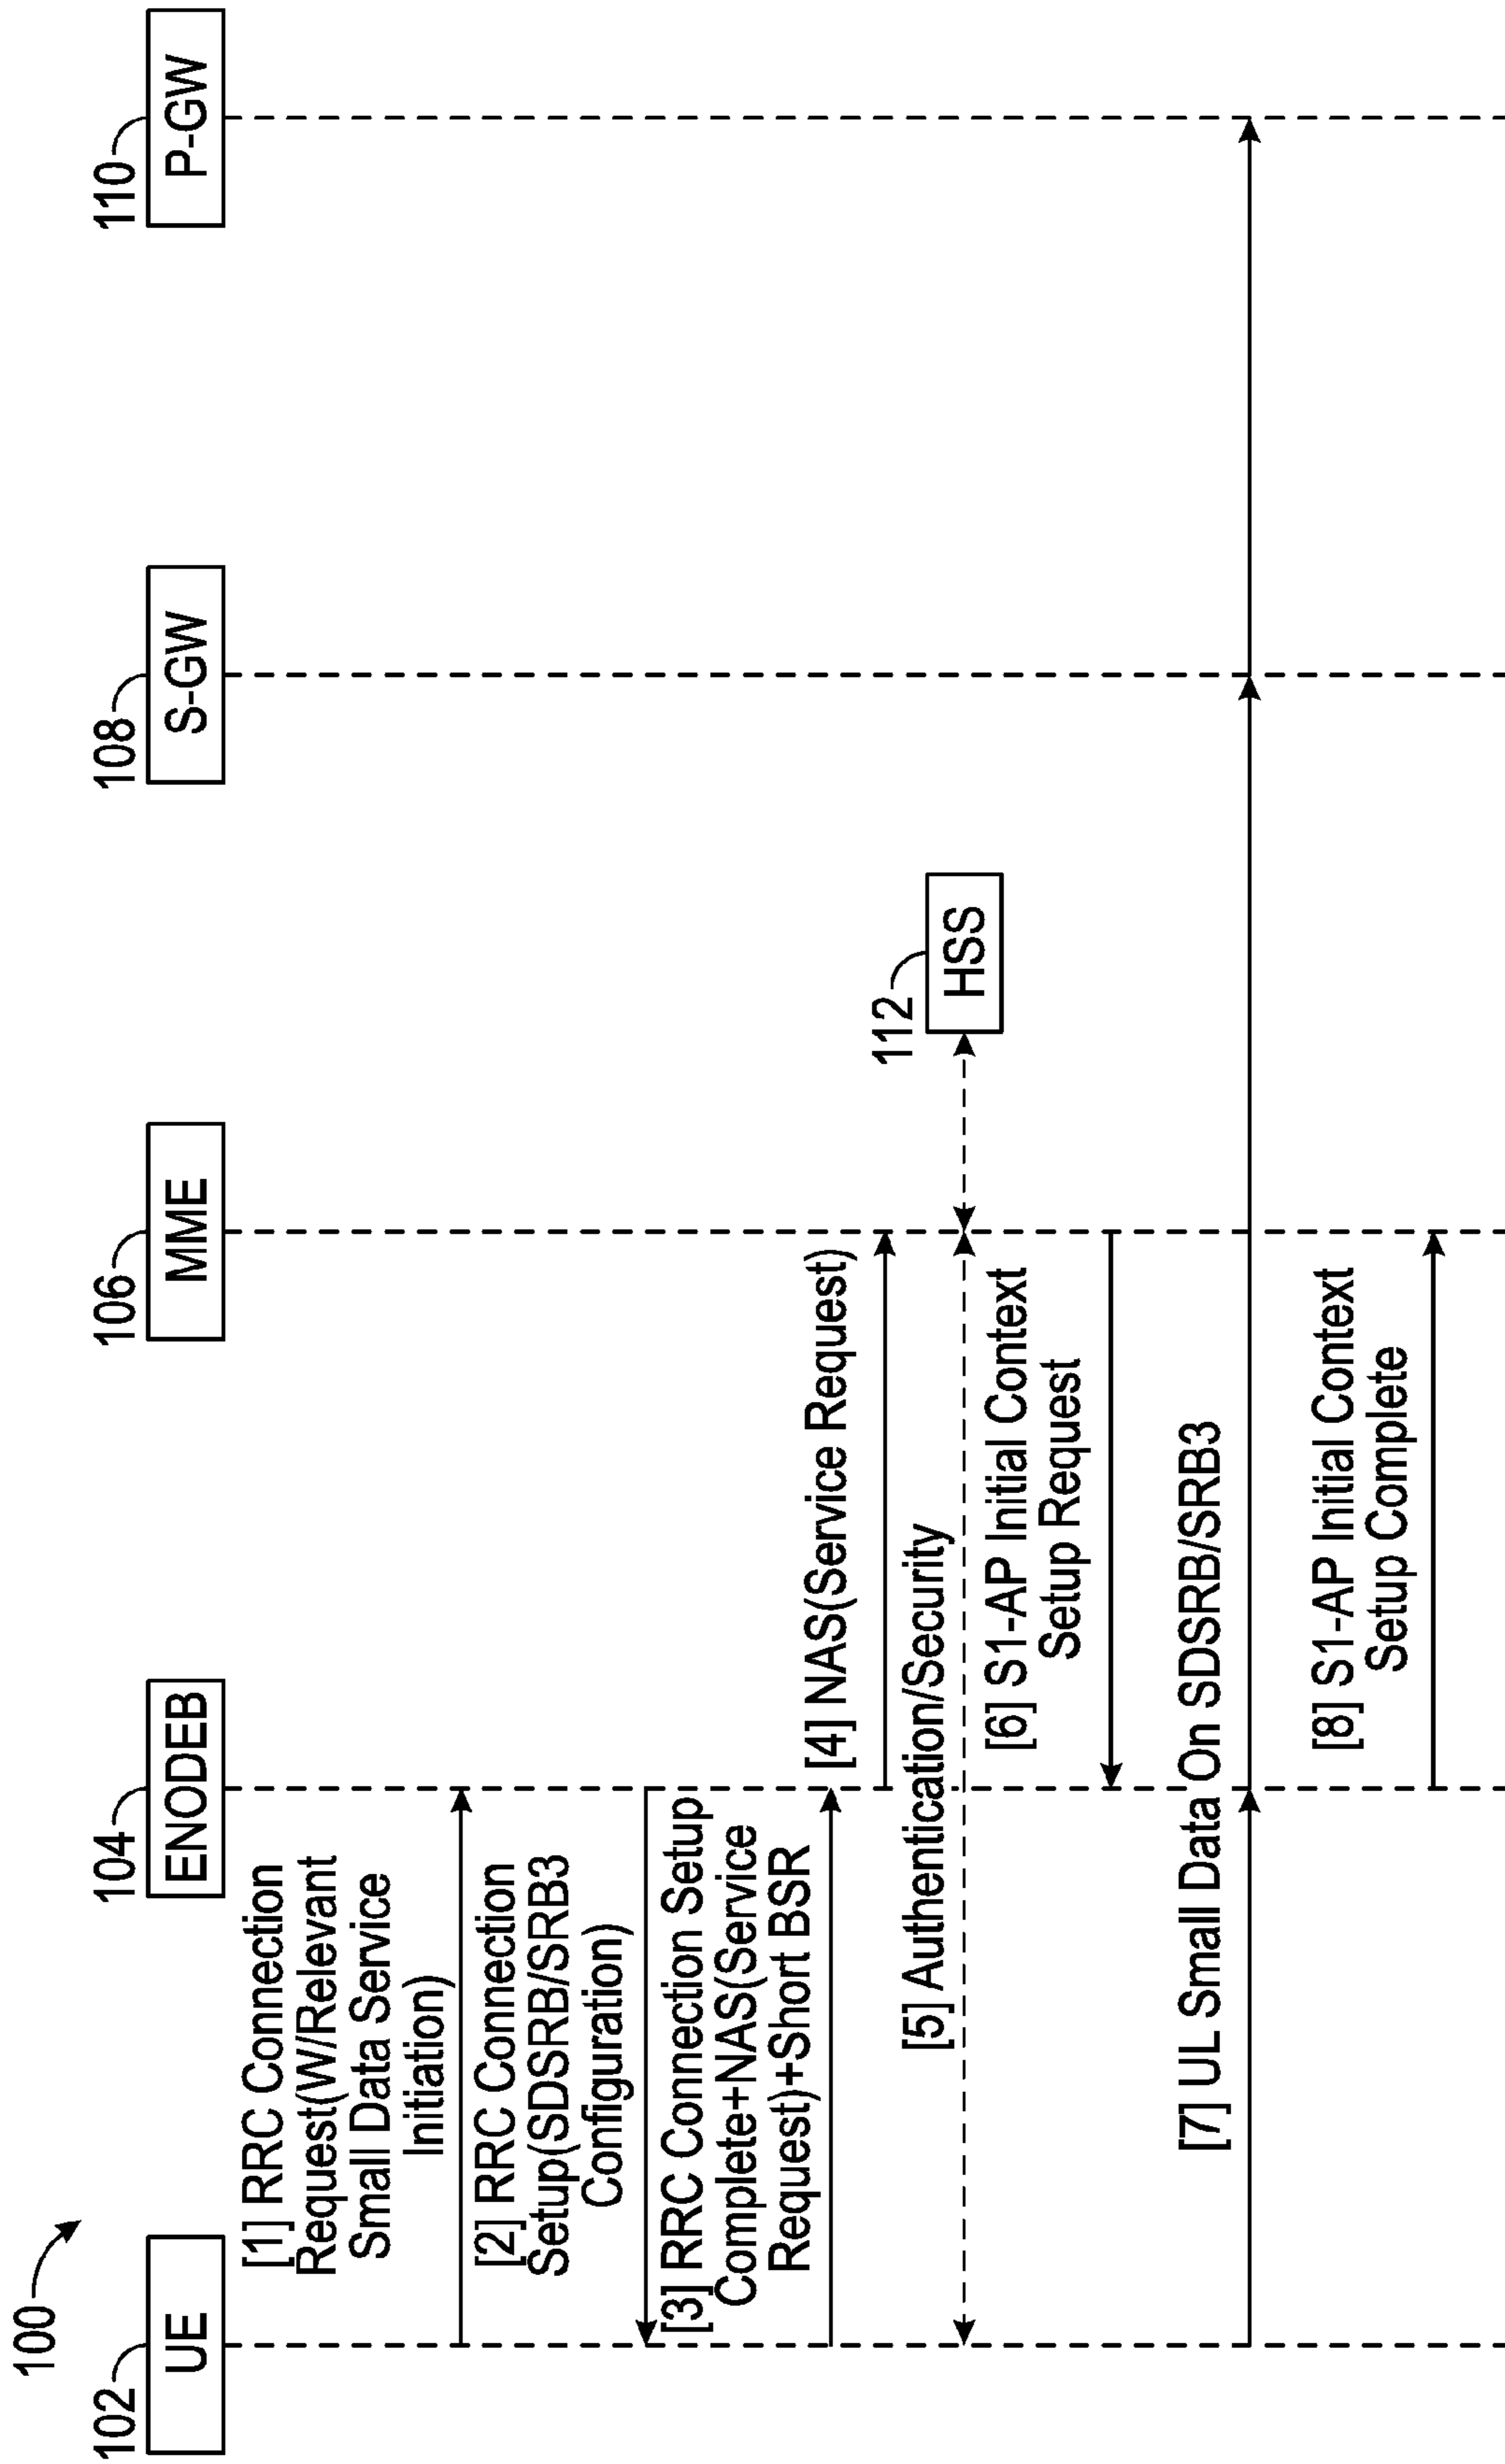 100
102
UE
104
ENODEB
106
MME
108
S-GW
110
P-GW
[1] RRC Connection
Request(W/Relevant
Small Data Service
Initiation)
[2] RRC Connection
Setup(SDSRB/SRB3
Configuration)
[3] RRC Connection Setup
Complete+NAS(Service
Request)+Short BSR
[4] NAS(Service Request)
[5] Authentication/Security
112
HSS
[6] S1-AP Initial Context
Setup Request
[7] UL Small Data On SDSRB/SRB3
[8] S1-AP Initial Context
Setup Complete